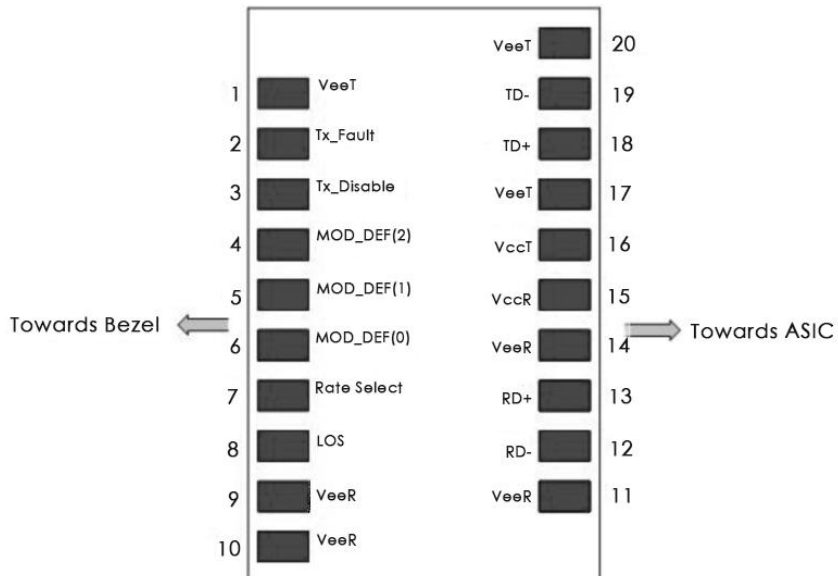 VeeT 20
1 VeeT TD- 19
2 Tx_Fault TD+ 18
3 Tx_Disable VeeT 17
4 MOD_DEF(2) VccT 16
5 MOD_DEF(1) VccR 15
Towards Bezel Towards ASIC
6 MOD_DEF(0) VeeR 14
7 Rate Select RD+ 13
8 LOS RD- 12
9 VeeR VeeR 11
10 VeeR